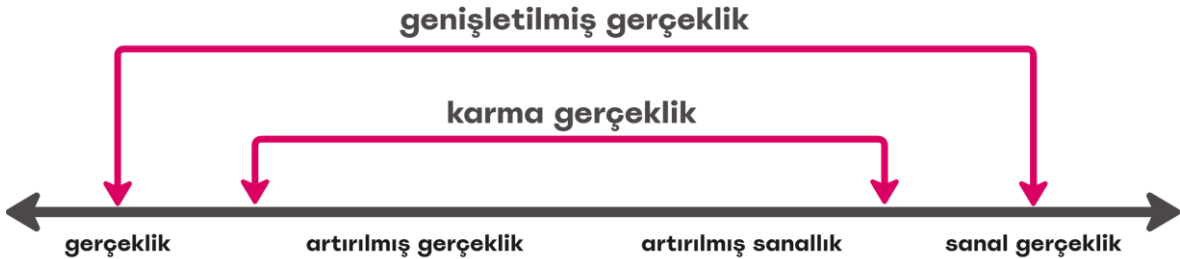 genişletilmiş gerçeklik
karma gerçeklik
gerçeklik
artırılmış gerçeklik
artırılmış sanallık
sanal gerçeklik